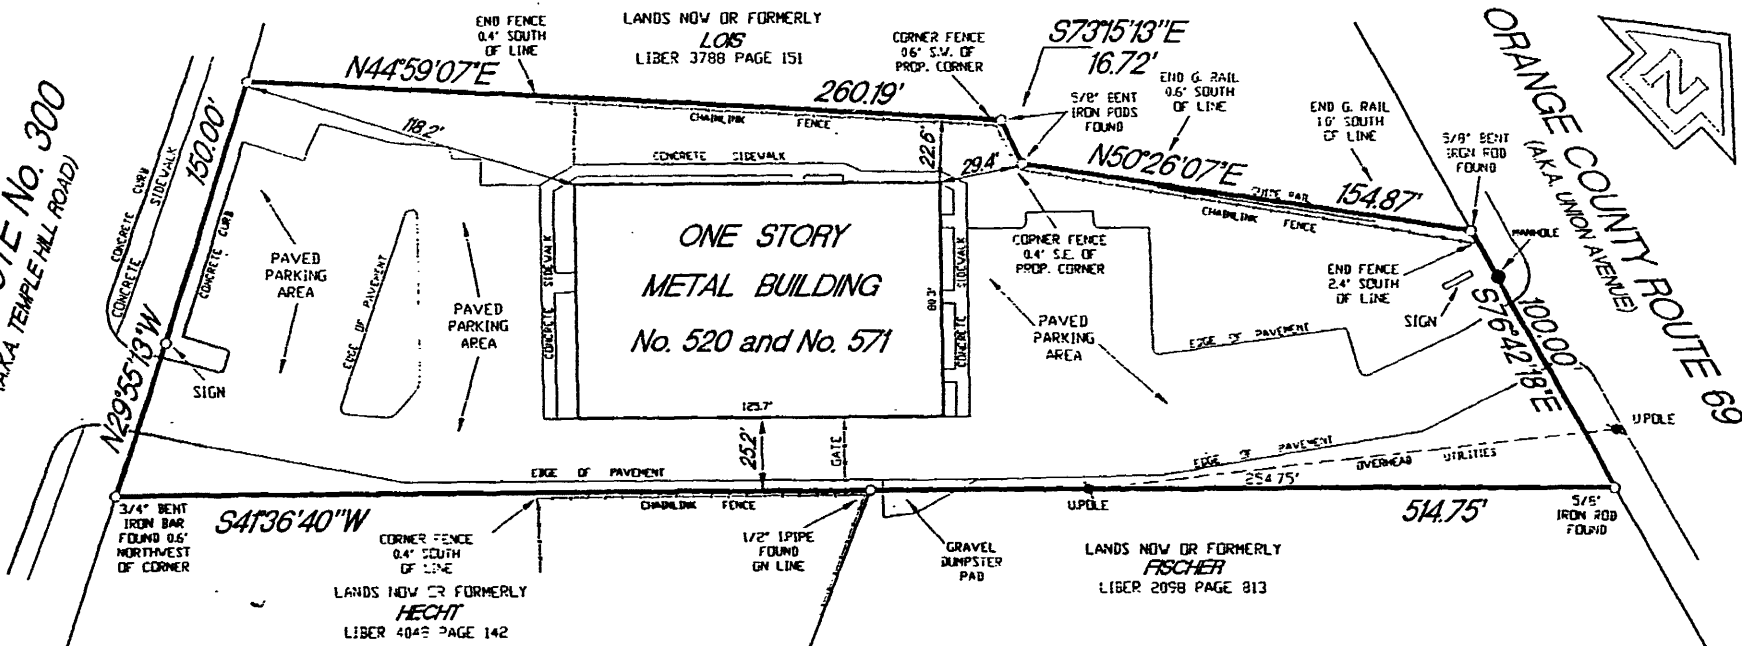 END FENCE
0.4' SOUTH
OF LINE
LANDS NOW OR FORMERLY
LOIS
LIBER 3788 PAGE 151
CORNER FENCE
0.6' S.W. OF
PROP. CORNER
S73°15'13"E
16.72'
N44°59'07"E
260.19'
5/8" BENT
IRON RODS
FOUND
END G. RAIL
0.6' SOUTH
OF LINE
END G. RAIL
1.0' SOUTH
OF LINE
5/8" BENT
IRON ROD
FOUND
ORANGE COUNTY ROUTE 69
(A.K.A. UNION AVENUE)
N
No. 300
(A.K.A. TEMPLE HILL ROAD)
CONCRETE CURB
CONCRETE SIDEWALK
150.00'
N29°55'13"W
CONCRETE CURB
118.2'
CHAINLINK FENCE
22.6'
29.4'
CONCRETE SIDEWALK
N50°26'07"E
154.87'
CHAINLINK FENCE
MANHOLE
PAVED
PARKING
AREA
EDGE OF PAVEMENT
PAVED
PARKING
AREA
CONCRETE SIDEWALK
ONE STORY
METAL BUILDING
No. 520 and No. 571
80.3'
125.7'
CONCRETE SIDEWALK
CORNER FENCE
0.4' S.E. OF
PROP. CORNER
PAVED
PARKING
AREA
END FENCE
2.4' SOUTH
OF LINE
SIGN
EDGE OF PAVEMENT
S76°42'18"E
100.00'
SIGN
25.2'
GATE
EDGE OF PAVEMENT
EDGE OF PAVEMENT
OVERHEAD UTILITIES
U.POLE
254.75'
3/4" BENT
IRON BAR
FOUND 0.6'
NORTHWEST
OF CORNER
S41°36'40"W
CORNER FENCE
0.4' SOUTH
OF LINE
CHAINLINK FENCE
1/2" I.PIPE
FOUND
ON LINE
GRAVEL
DUMPSTER
PAD
U.POLE
514.75'
5/8"
IRON ROD
FOUND
LANDS NOW OR FORMERLY
HECHT
PAGE 142
LANDS NOW OR FORMERLY
FISCHER
LIBER 2098 PAGE 813